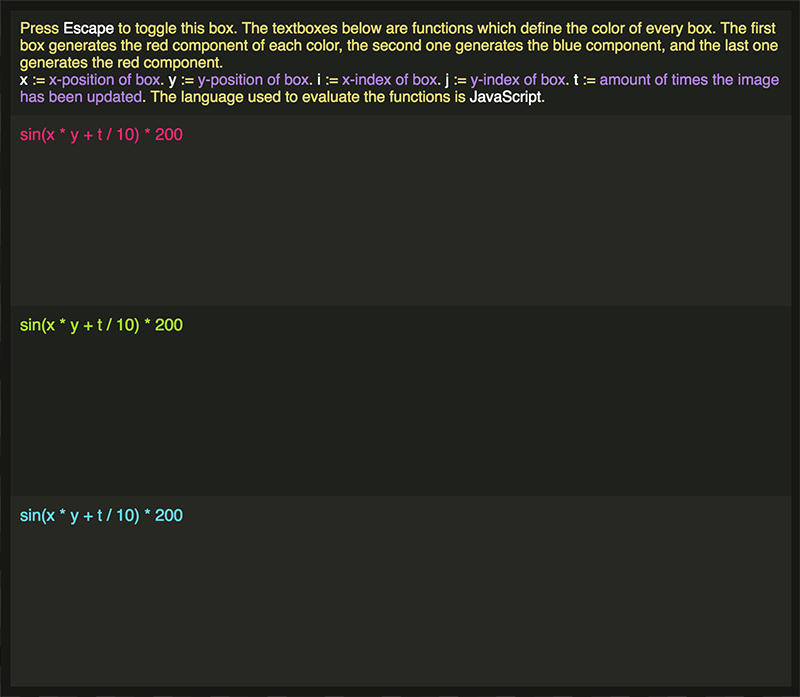 Press Escape to toggle this box. The textboxes below are functions which define the color of every box. The first
box generates the red component of each color, the second one generates the blue component, and the last one
generates the red component.
x := x-position of box. y := y-position of box. i := x-index of box. j := y-index of box. t := amount of times the image
has been updated. The language used to evaluate the functions is JavaScript.
sin(x * y + t / 10) * 200
sin(x * y + t / 10) * 200
sin(x * y + t / 10) * 200